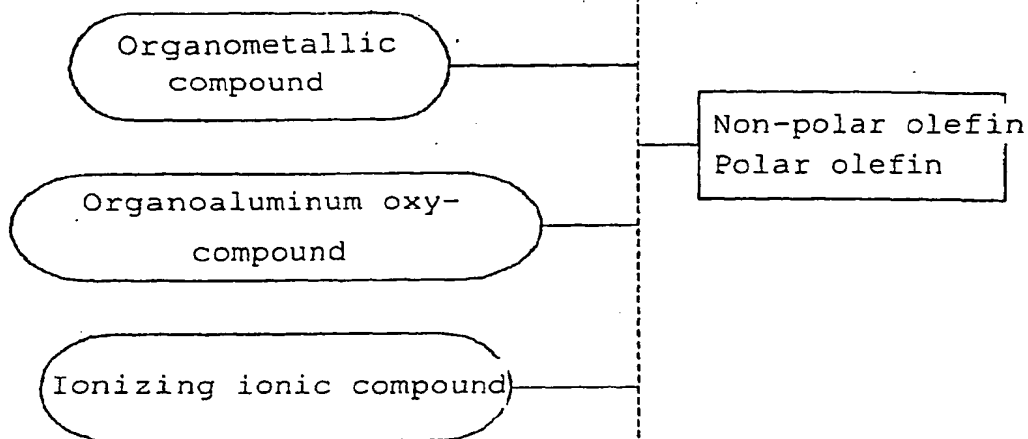 Organometallic
compound
Non-polar olefin
Polar olefin
Organoaluminum oxy-
compound
Ionizing ionic compound